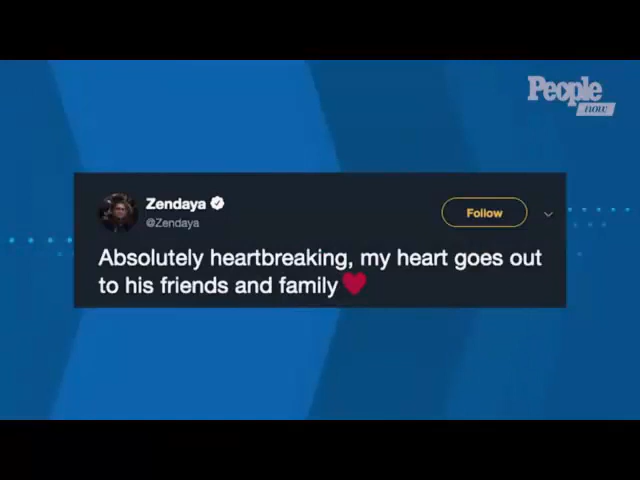 People
now
Zendaya
@Zendaya
Follow
Absolutely heartbreaking, my heart goes out
to his friends and family❤️